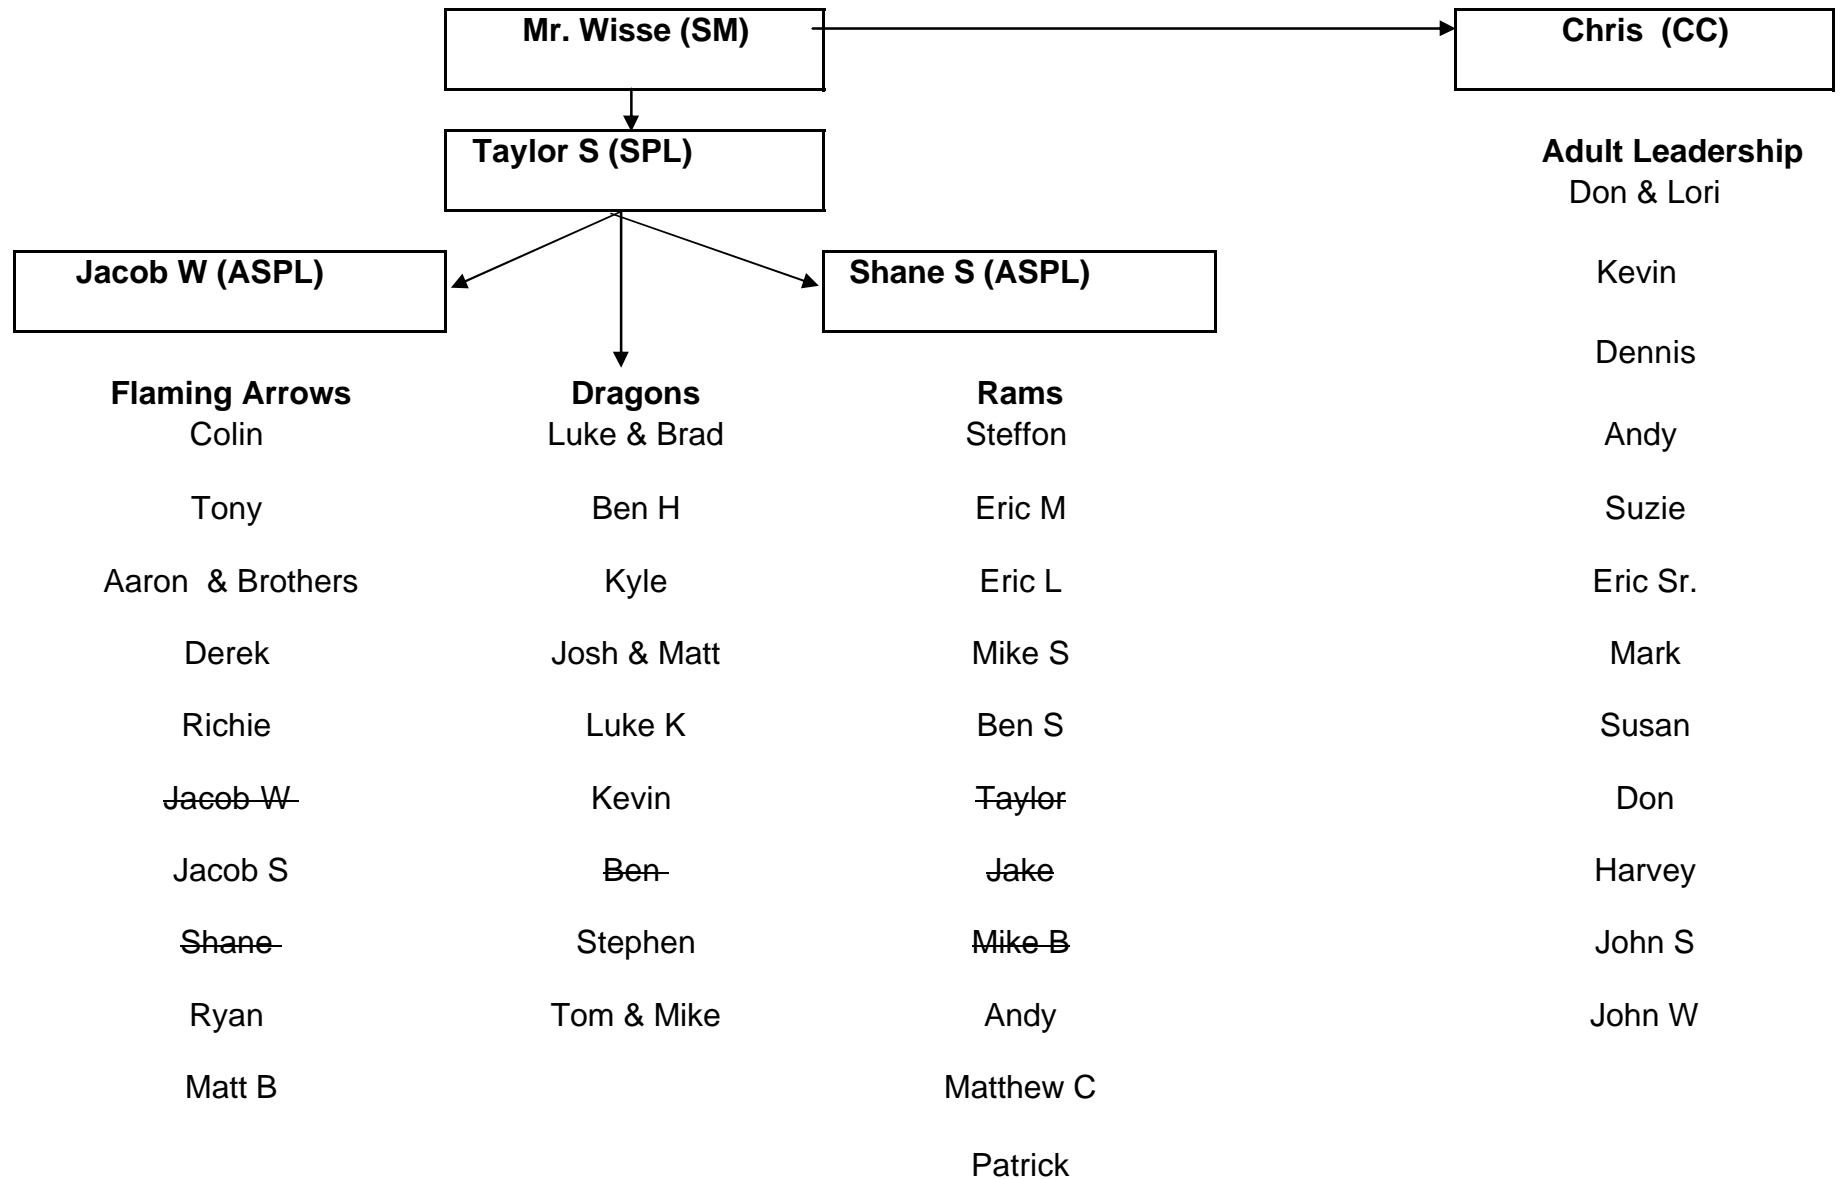 Mr. Wisse (SM)
Chris (CC)
Taylor S (SPL)
Adult Leadership
Don & Lori
Jacob W (ASPL)
Shane S (ASPL)
Kevin
Dennis
Flaming Arrows
Dragons
Rams
Colin
Luke & Brad
Steffon
Andy
Tony
Ben H
Eric M
Suzie
Aaron & Brothers
Kyle
Eric L
Eric Sr.
Derek
Josh & Matt
Mike S
Mark
Richie
Luke K
Ben S
Susan
Jacob W
Kevin
Taylor
Don
Jacob S
Ben
Jake
Harvey
Shane
Stephen
Mike B
John S
Ryan
Tom & Mike
Andy
John W
Matt B
Matthew C
Patrick